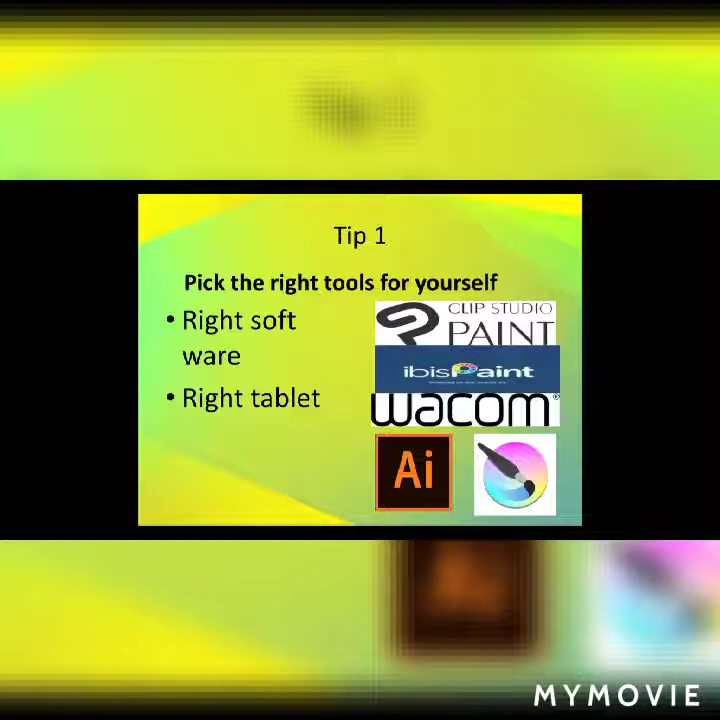 Tip 1
Pick the right tools for yourself
• Right soft
ware
• Right tablet
CLIP STUDIO
PAINT
ibisPaint
wacom®
Ai
MYMOVIE